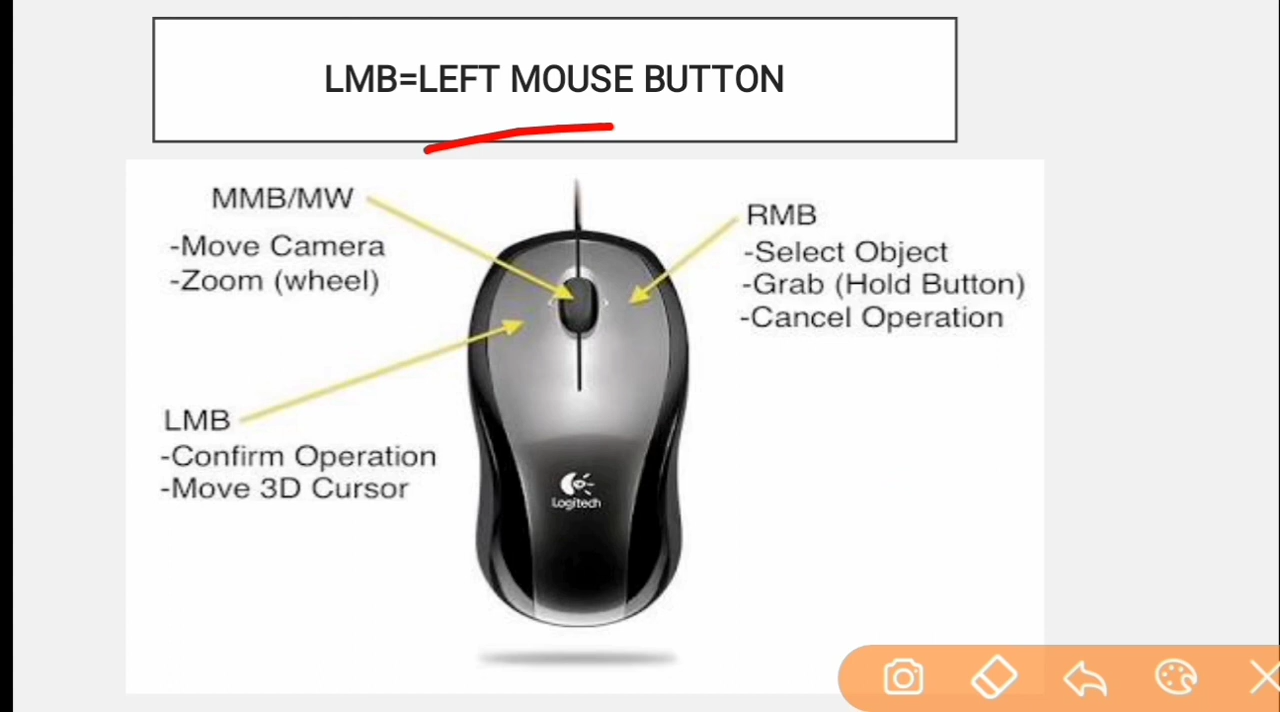 LMB=LEFT MOUSE BUTTON
MMB/MW
-Move Camera
-Zoom (wheel)
RMB
-Select Object
-Grab (Hold Button)
-Cancel Operation
LMB
-Confirm Operation
-Move 3D Cursor
Logitech